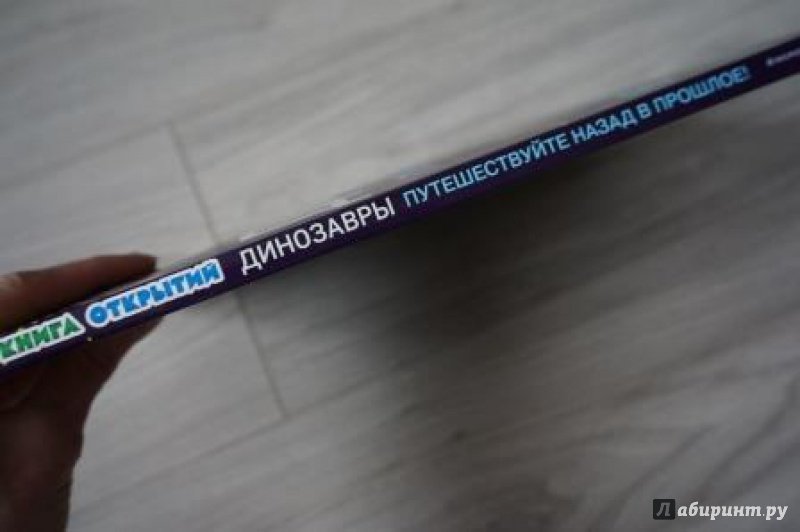 КНИГА ОТКРЫТИЙ ДИНОЗАВРЫ ПУТЕШЕСТВУЙТЕ НАЗАД В ПРОШЛОЕ!
Лабиринт.ру